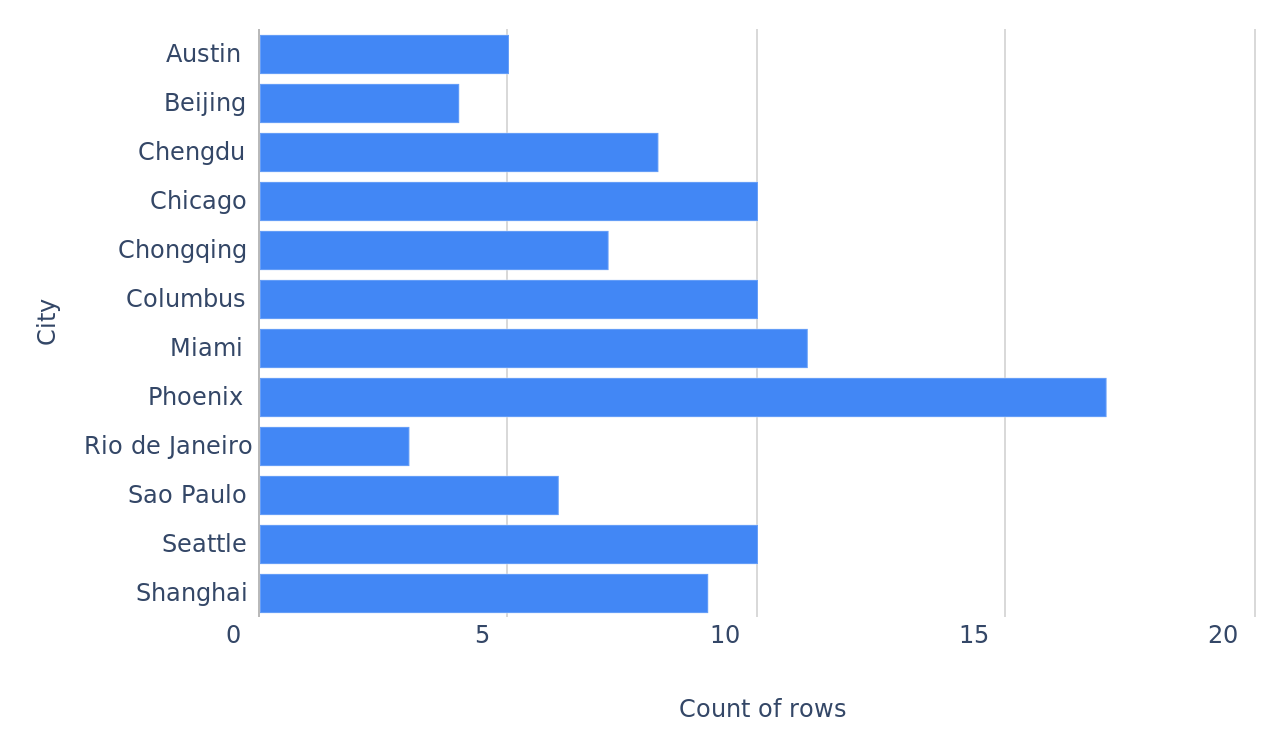 Austin
Beijing
Chengdu
Chicago
Chongqing
Columbus
City
Miami
Phoenix
Rio de Janeiro
Sao Paulo
Seattle
Shanghai
0 5 10 15 20
Count of rows